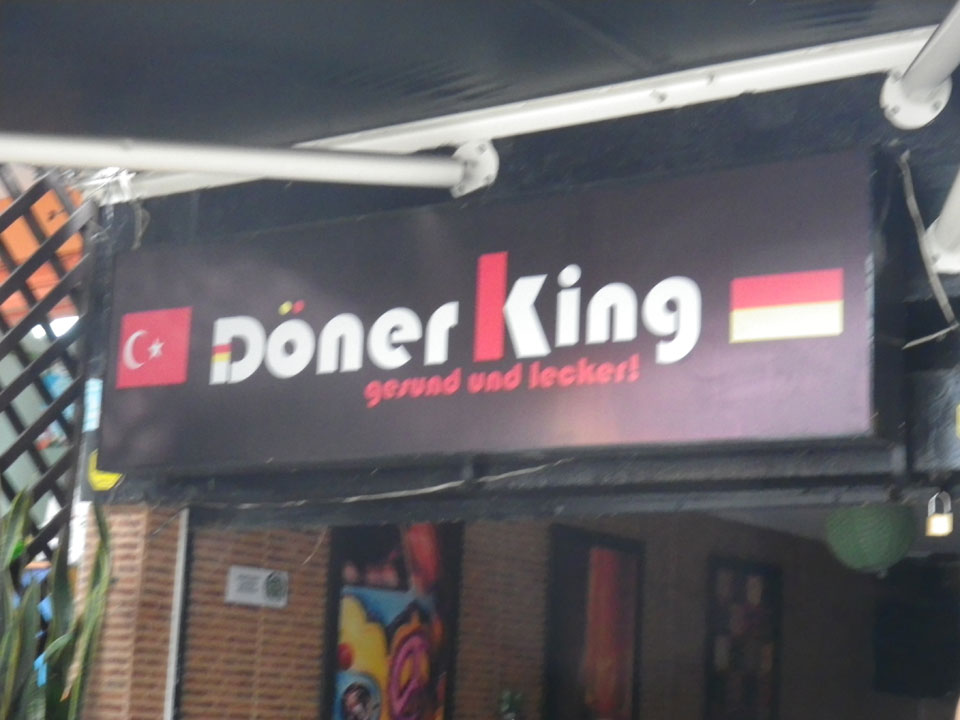 Döner King
gesund und lecker!